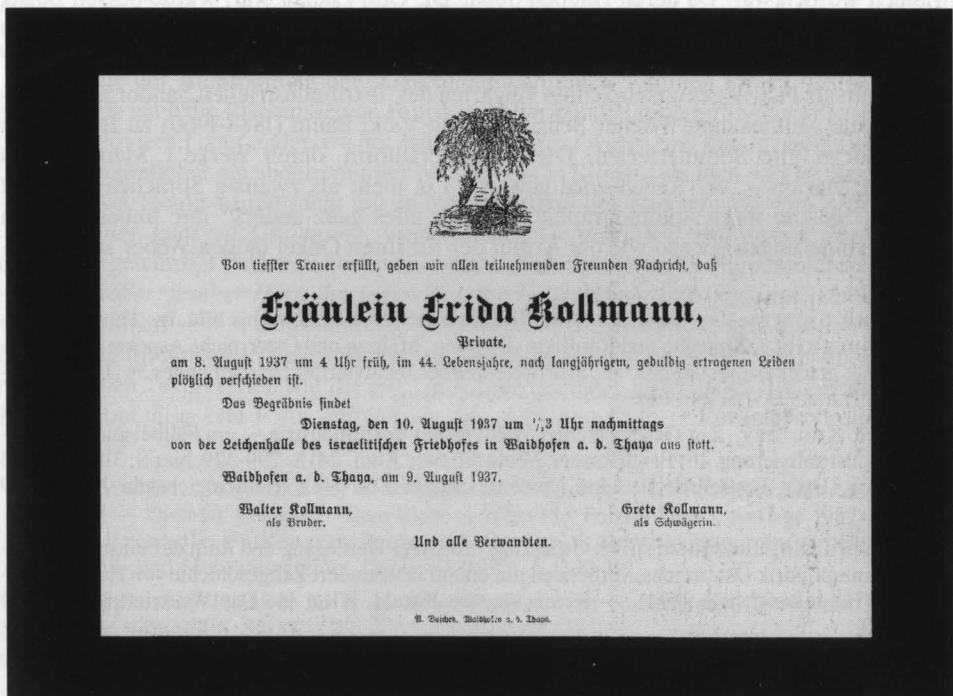 Von tiefster Trauer erfüllt, geben wir allen teilnehmenden Freunden Nachricht, daß
Fräulein Frida Kollmann,
Private,
am 8. August 1937 um 4 Uhr früh, im 44. Lebensjahre, nach langjährigem, geduldig ertragenen Leiden
plötzlich verschieden ist.
Das Begräbnis findet
Dienstag, den 10. August 1937 um ½3 Uhr nachmittags
von der Leichenhalle des israelitischen Friedhofes in Waidhofen a. d. Thaya aus statt.
Waidhofen a. d. Thaya, am 9. August 1937.
Walter Kollmann, Grete Kollmann,
als Bruder. als Schwägerin.
Und alle Verwandten.
Waidhofen a. d. Thaya.